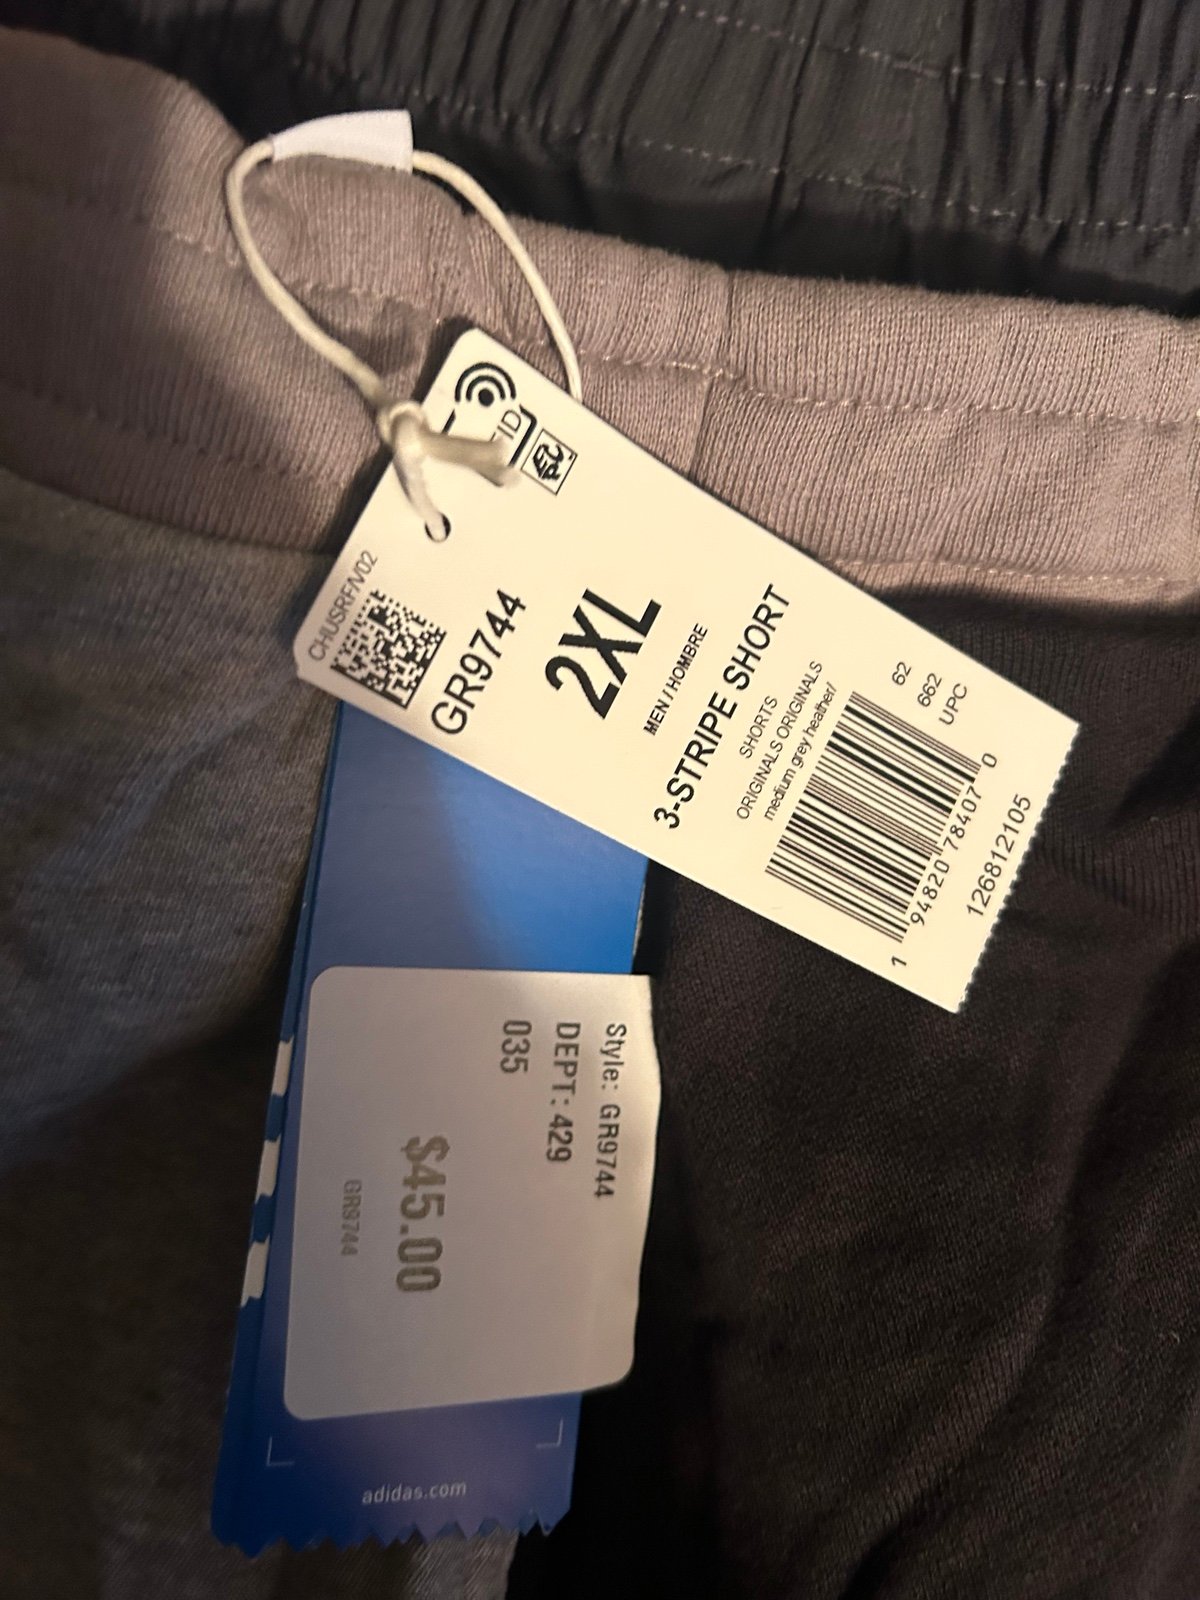 CHUSRF/V02
GR9744
2XL
MEN / HOMBRE
3-STRIPE SHORT
SHORTS
ORIGINALS ORIGINALS
medium grey heather/
62
662
UPC
1 94820 78407 0
126812105
Style: GR9744
DEPT: 429
035
$45.00
GR9744
adidas.com